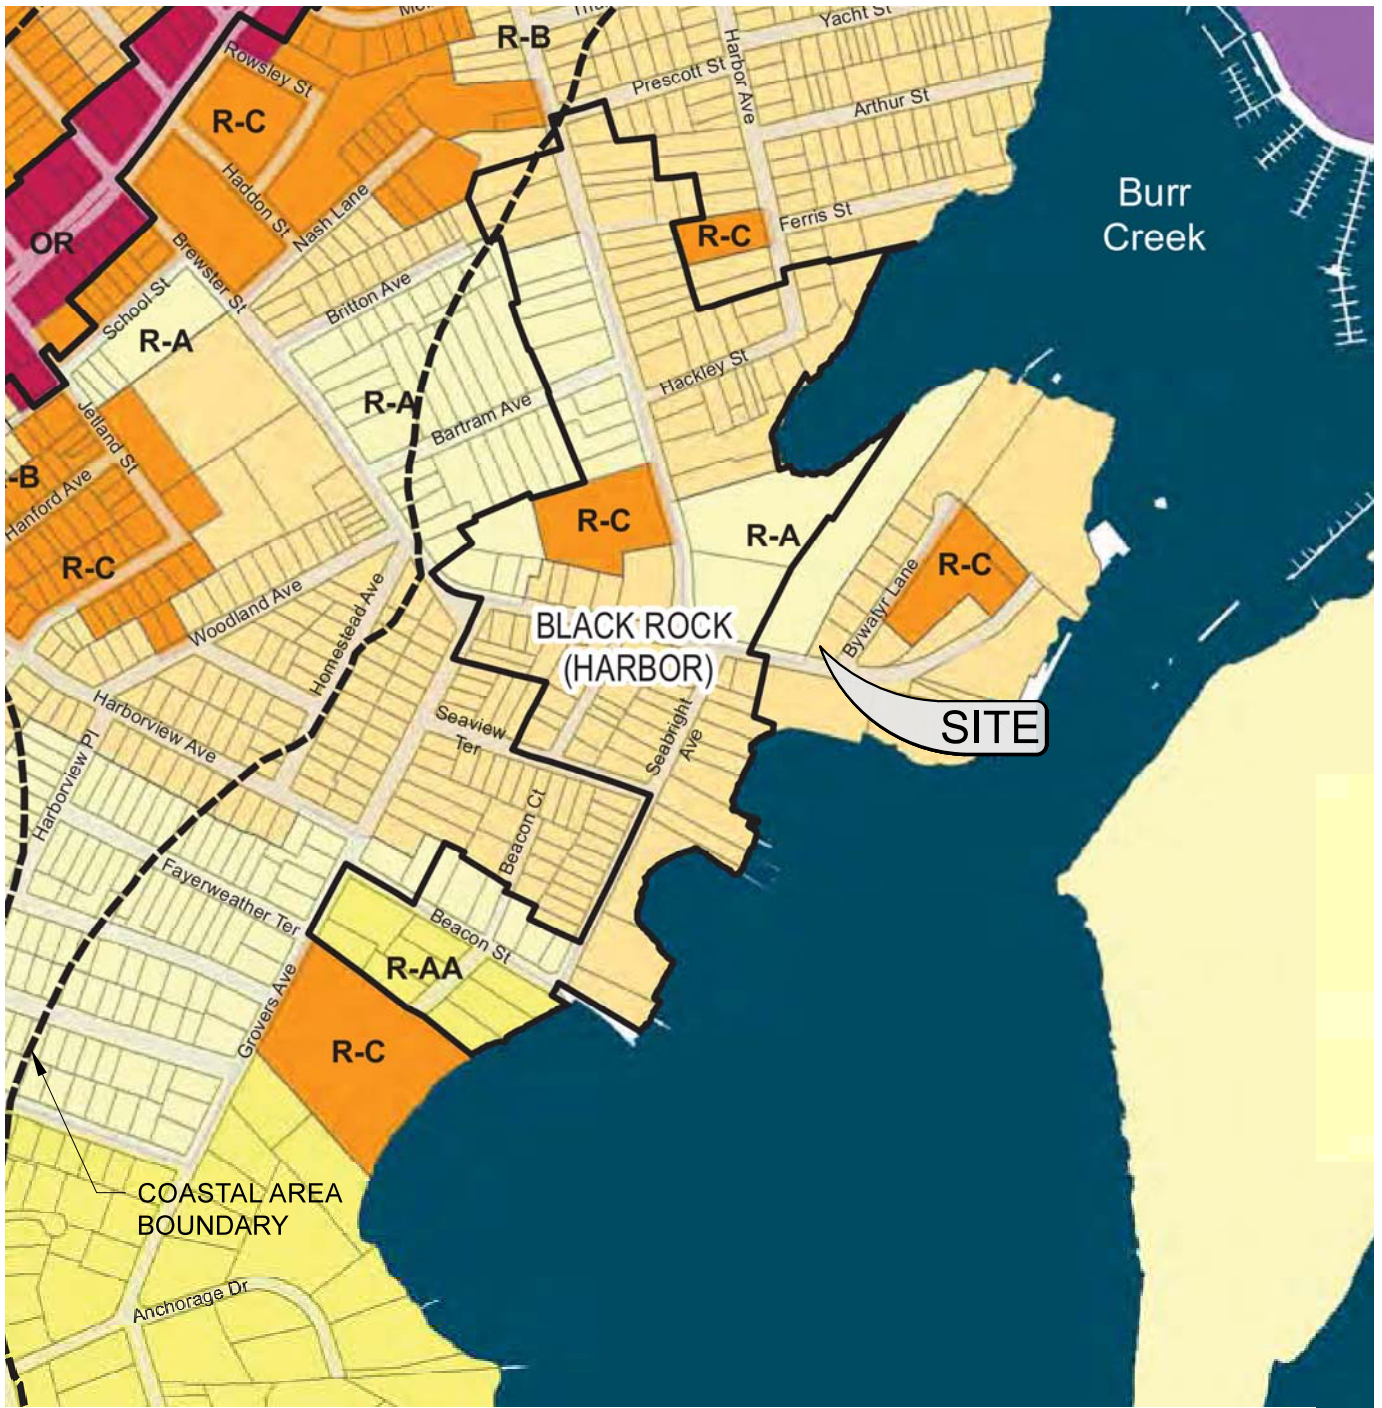 Yacht St
R-B
Harbor Ave
Rowsley St
Prescott St
Arthur St
R-C
Haddon St
Nash Lane
Burr
Creek
Ferris St
R-C
OR
Brewster St
Britton Ave
School St
R-A
Hackley St
R-A
Bartram Ave
Jetland St
-B
Hanford Ave
R-C
R-A
R-C
R-C
Woodland Ave
Homestead Ave
Bywatyr Lane
BLACK ROCK
(HARBOR)
SITE
Harborview Ave
Seaview
Ter
Seabright
Ave
Harborview Pl
Beacon Ct
Fayerweather Ter
Beacon St
R-AA
Grovers Ave
R-C
COASTAL AREA
BOUNDARY
Anchorage Dr